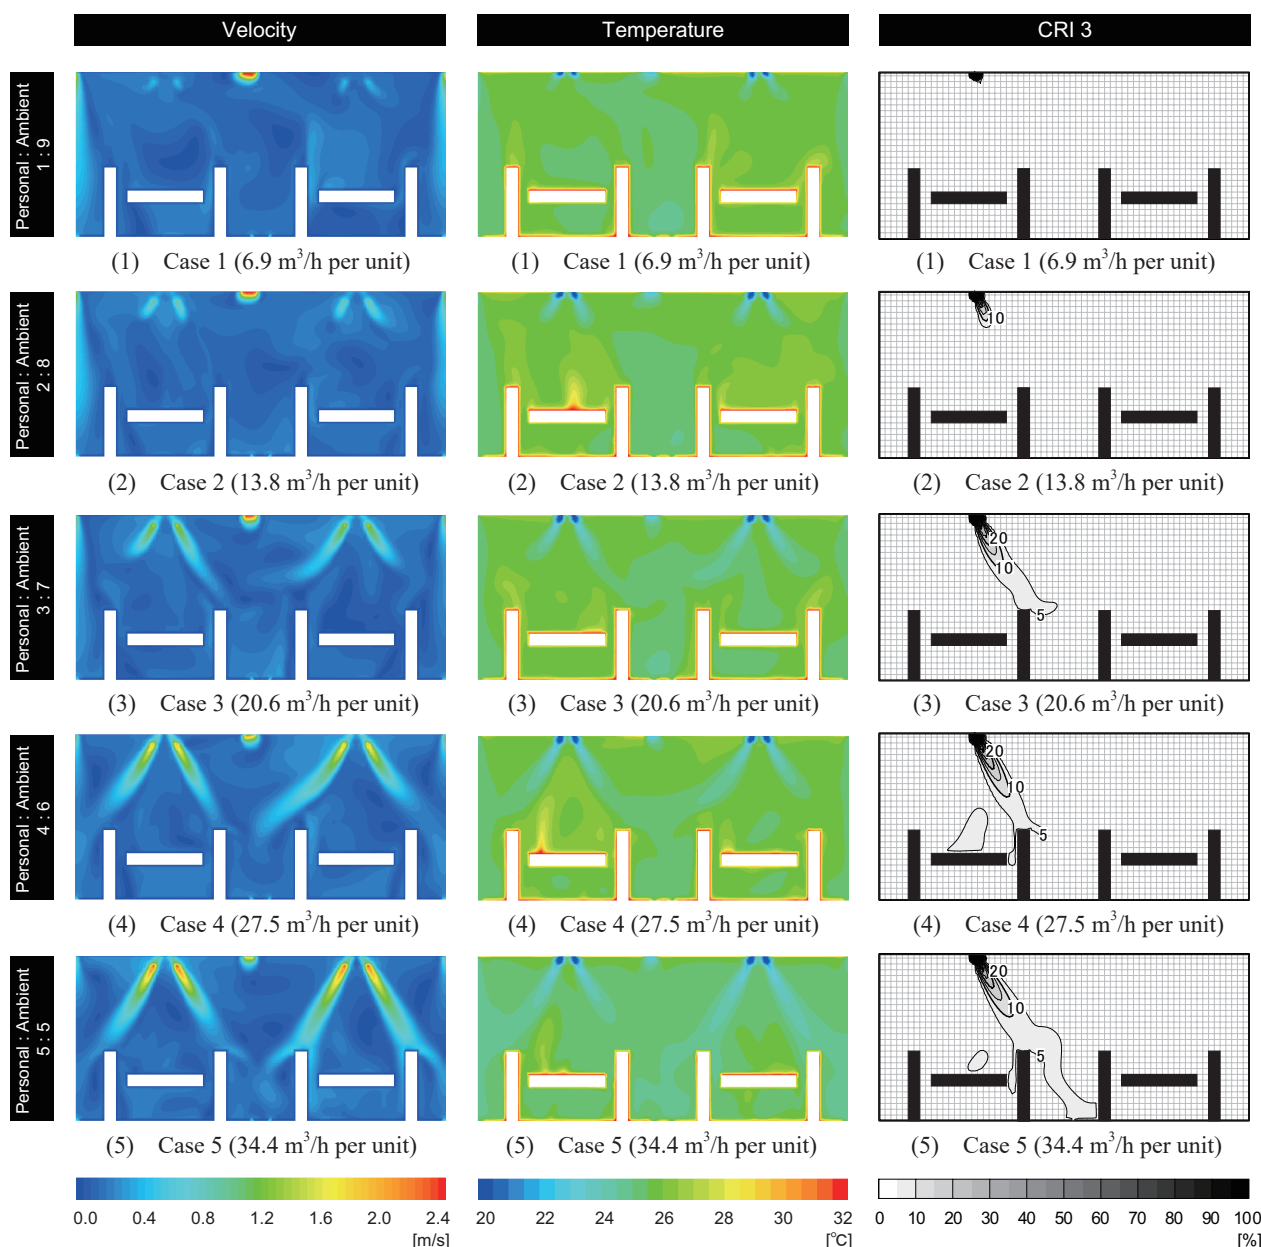 Velocity Temperature CRI 3
Personal : Ambient
1 : 9
(1) Case 1 (6.9 m³/h per unit) (1) Case 1 (6.9 m³/h per unit) (1) Case 1 (6.9 m³/h per unit)
Personal : Ambient
2 : 8
10
(2) Case 2 (13.8 m³/h per unit) (2) Case 2 (13.8 m³/h per unit) (2) Case 2 (13.8 m³/h per unit)
Personal : Ambient
3 : 7
20
10
5
(3) Case 3 (20.6 m³/h per unit) (3) Case 3 (20.6 m³/h per unit) (3) Case 3 (20.6 m³/h per unit)
Personal : Ambient
4 : 6
20
10
5
(4) Case 4 (27.5 m³/h per unit) (4) Case 4 (27.5 m³/h per unit) (4) Case 4 (27.5 m³/h per unit)
Personal : Ambient
5 : 5
20
10
5
(5) Case 5 (34.4 m³/h per unit) (5) Case 5 (34.4 m³/h per unit) (5) Case 5 (34.4 m³/h per unit)
0.0 0.4 0.8 1.2 1.6 2.0 2.4 20 22 24 26 28 30 32 0 10 20 30 40 50 60 70 80 90 100
[m/s] [°C] [%]